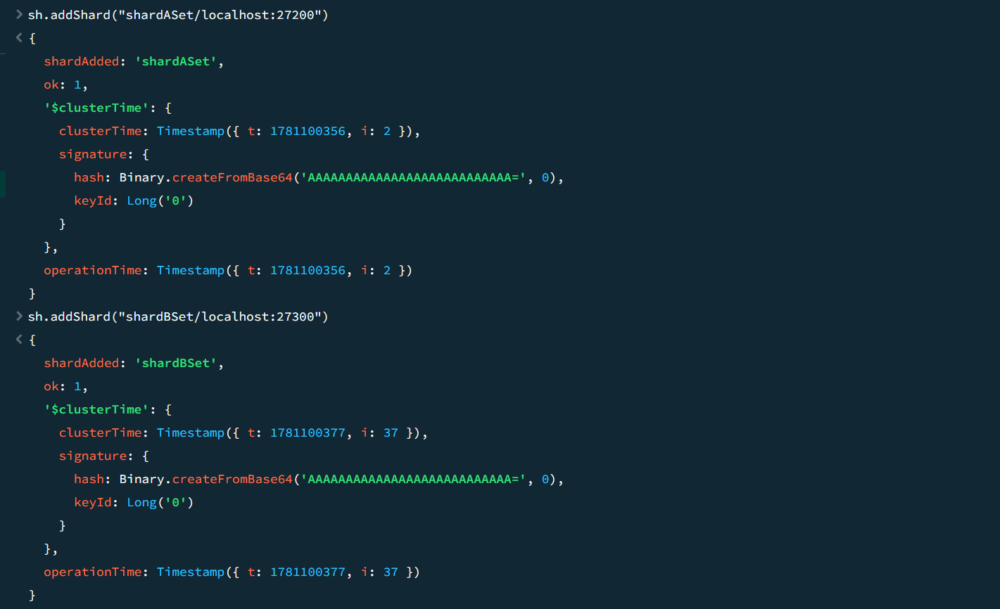 > sh.addShard("shardASet/localhost:27200")
< {
shardAdded: 'shardASet',
ok: 1,
'$clusterTime': {
clusterTime: Timestamp({ t: 1781100356, i: 2 }),
signature: {
hash: Binary.createFromBase64('AAAAAAAAAAAAAAAAAAAAAAAAAAA=', 0),
keyId: Long('0')
}
},
operationTime: Timestamp({ t: 1781100356, i: 2 })
}
> sh.addShard("shardBSet/localhost:27300")
< {
shardAdded: 'shardBSet',
ok: 1,
'$clusterTime': {
clusterTime: Timestamp({ t: 1781100377, i: 37 }),
signature: {
hash: Binary.createFromBase64('AAAAAAAAAAAAAAAAAAAAAAAAAAA=', 0),
keyId: Long('0')
}
},
operationTime: Timestamp({ t: 1781100377, i: 37 })
}